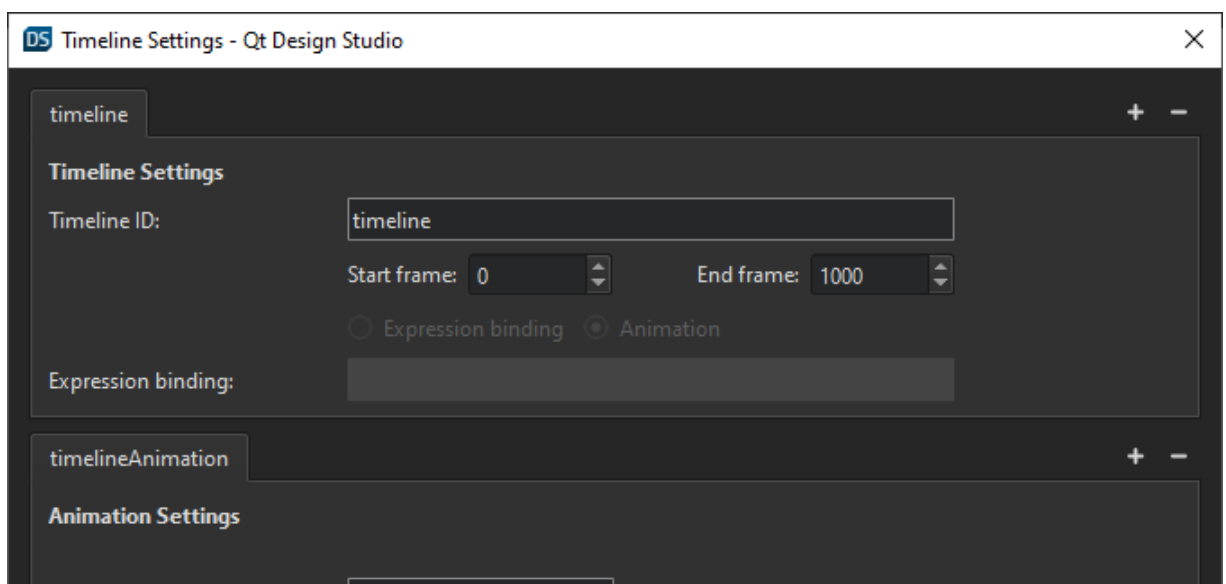 DS Timeline Settings - Qt Design Studio
timeline
Timeline Settings
Timeline ID: timeline
Start frame: 0 End frame: 1000
Expression binding Animation
Expression binding:
timelineAnimation
Animation Settings